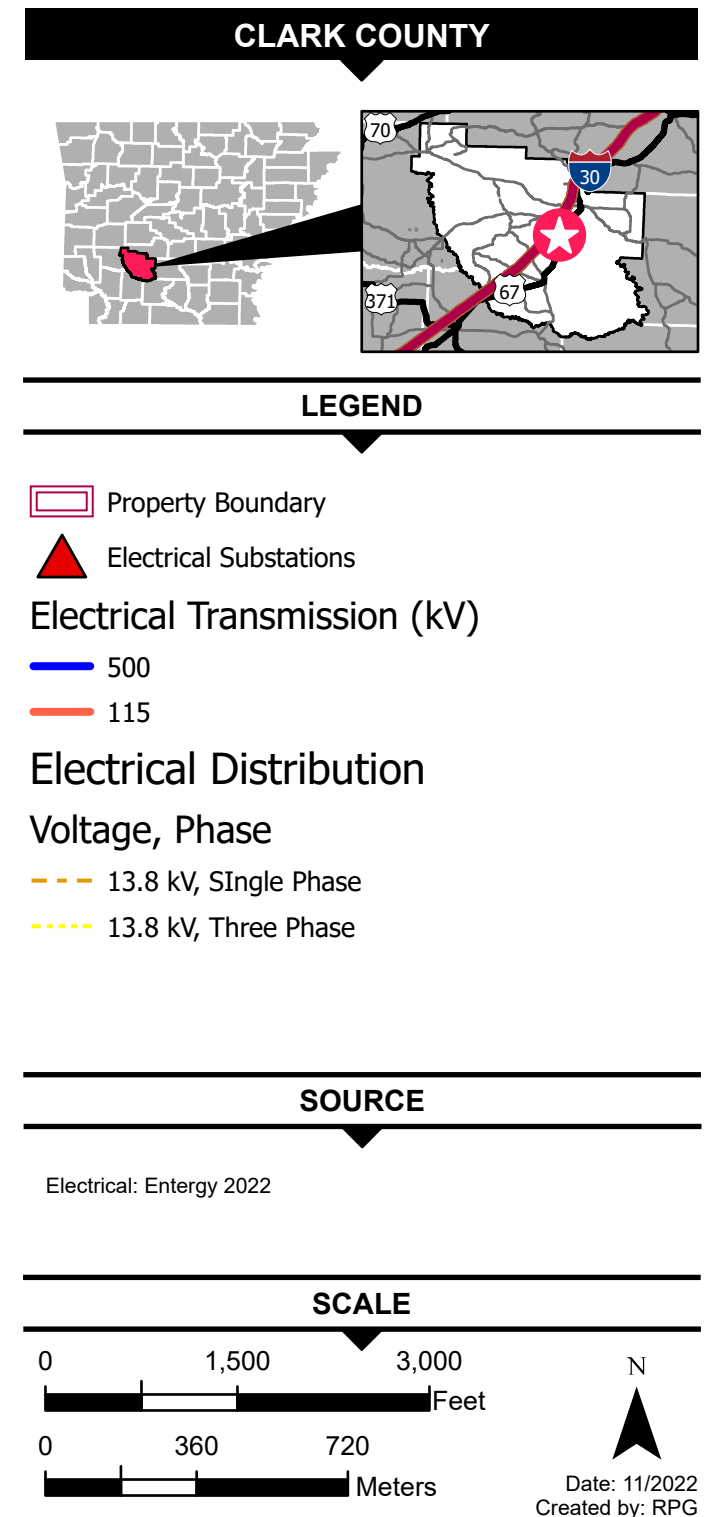 CLARK COUNTY
70
30
67
371
LEGEND
Property Boundary
Electrical Substations
Electrical Transmission (kV)
500
115
Electrical Distribution
Voltage, Phase
13.8 kV, SIngle Phase
13.8 kV, Three Phase
SOURCE
Electrical: Entergy 2022
SCALE
0 1,500 3,000
Feet
0 360 720
Meters
N
Date: 11/2022
Created by: RPG